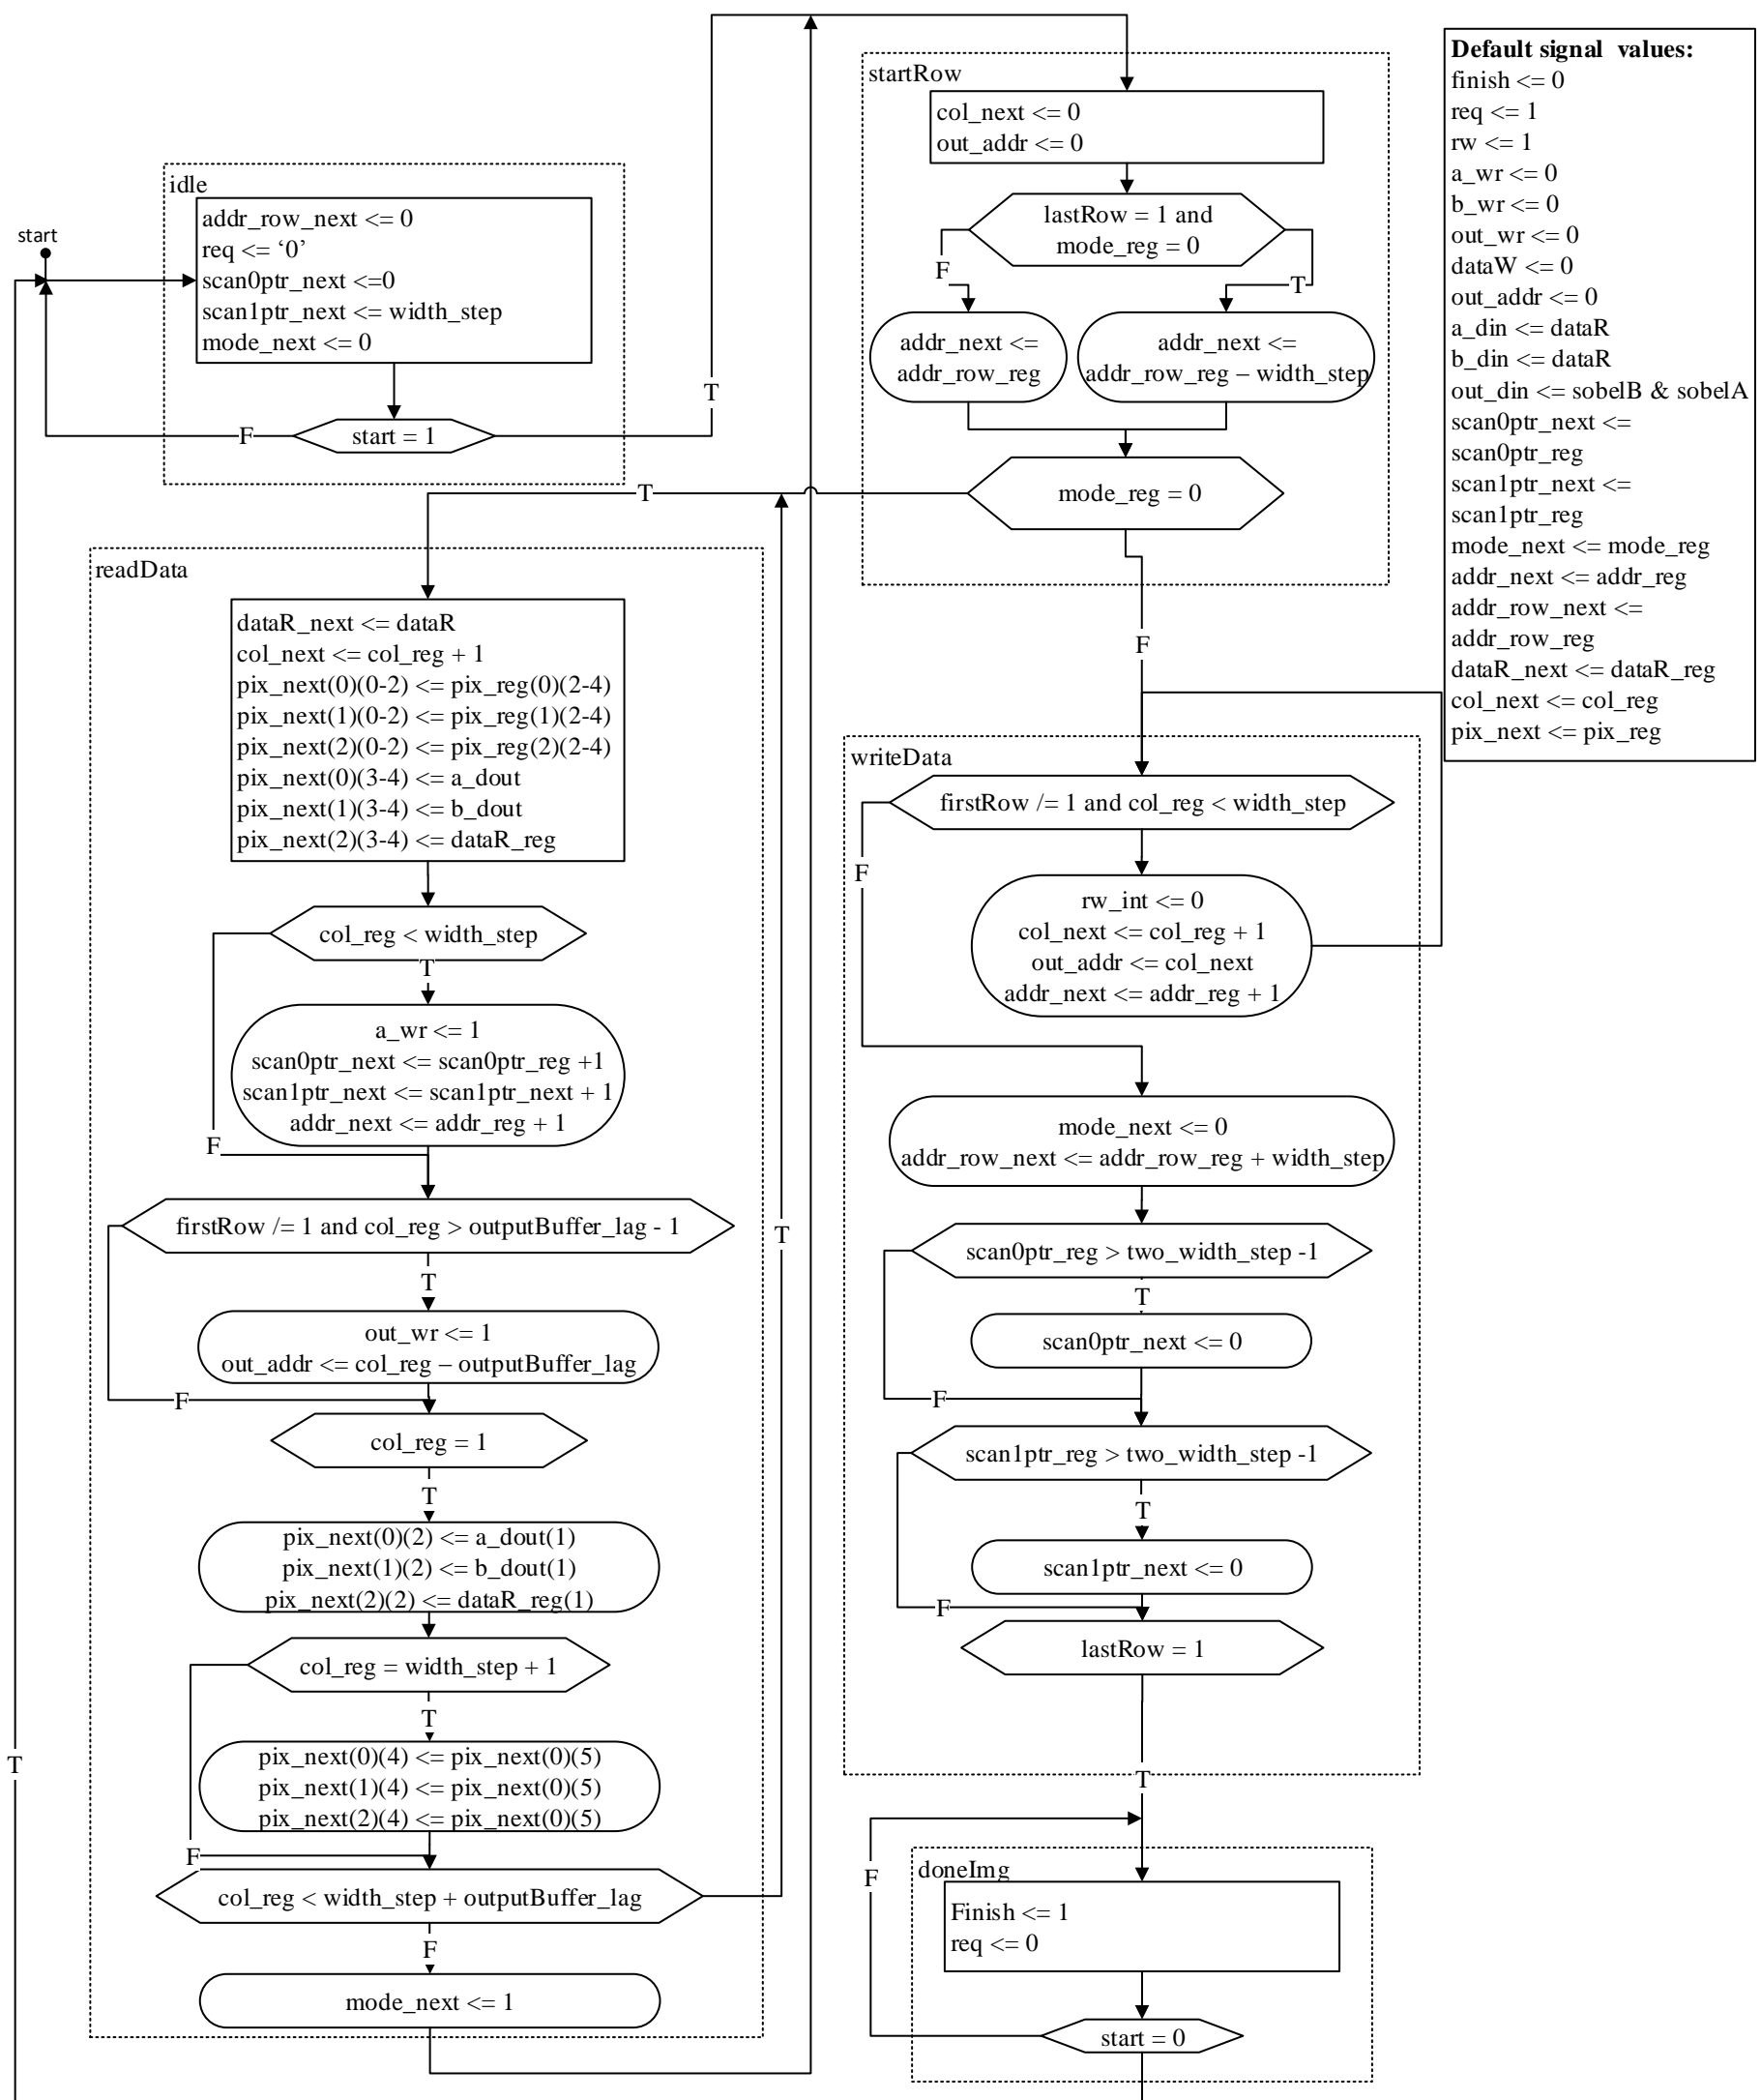 start
idle
addr_row_next <= 0
req <= ‘0’
scan0ptr_next <=0
scan1ptr_next <= width_step
mode_next <= 0
start = 1
F
T
startRow
col_next <= 0
out_addr <= 0
lastRow = 1 and
mode_reg = 0
F
T
addr_next <=
addr_row_reg
addr_next <=
addr_row_reg – width_step
mode_reg = 0
T
F
Default signal values:
finish <= 0
req <= 1
rw <= 1
a_wr <= 0
b_wr <= 0
out_wr <= 0
dataW <= 0
out_addr <= 0
a_din <= dataR
b_din <= dataR
out_din <= sobelB & sobelA
scan0ptr_next <=
scan0ptr_reg
scan1ptr_next <=
scan1ptr_reg
mode_next <= mode_reg
addr_next <= addr_reg
addr_row_next <=
addr_row_reg
dataR_next <= dataR_reg
col_next <= col_reg
pix_next <= pix_reg
readData
dataR_next <= dataR
col_next <= col_reg + 1
pix_next(0)(0-2) <= pix_reg(0)(2-4)
pix_next(1)(0-2) <= pix_reg(1)(2-4)
pix_next(2)(0-2) <= pix_reg(2)(2-4)
pix_next(0)(3-4) <= a_dout
pix_next(1)(3-4) <= b_dout
pix_next(2)(3-4) <= dataR_reg
col_reg < width_step
T
a_wr <= 1
scan0ptr_next <= scan0ptr_reg +1
scan1ptr_next <= scan1ptr_next + 1
addr_next <= addr_reg + 1
F
firstRow /= 1 and col_reg > outputBuffer_lag - 1
T
out_wr <= 1
out_addr <= col_reg – outputBuffer_lag
F
col_reg = 1
T
pix_next(0)(2) <= a_dout(1)
pix_next(1)(2) <= b_dout(1)
pix_next(2)(2) <= dataR_reg(1)
col_reg = width_step + 1
T
pix_next(0)(4) <= pix_next(0)(5)
pix_next(1)(4) <= pix_next(0)(5)
pix_next(2)(4) <= pix_next(0)(5)
F
col_reg < width_step + outputBuffer_lag
T
F
mode_next <= 1
writeData
firstRow /= 1 and col_reg < width_step
F
rw_int <= 0
col_next <= col_reg + 1
out_addr <= col_next
addr_next <= addr_reg + 1
mode_next <= 0
addr_row_next <= addr_row_reg + width_step
scan0ptr_reg > two_width_step -1
T
scan0ptr_next <= 0
F
scan1ptr_reg > two_width_step -1
T
scan1ptr_next <= 0
F
lastRow = 1
T
doneImg
Finish <= 1
req <= 0
start = 0
F
T